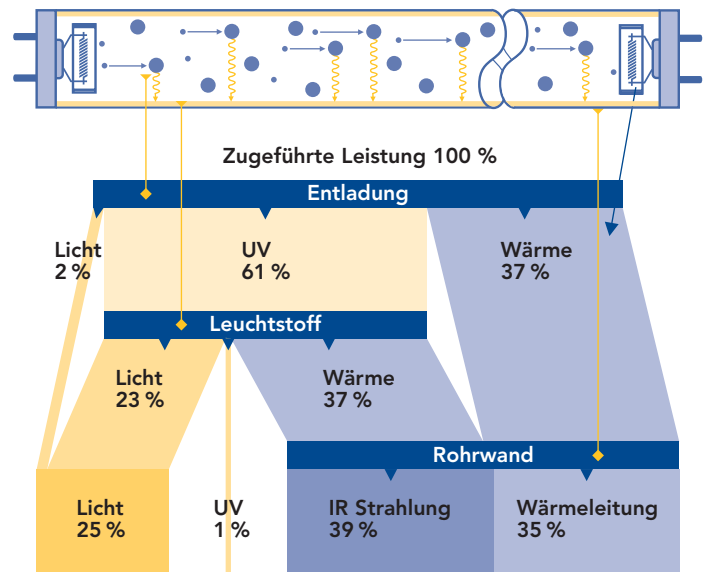 Zugeführte Leistung 100 %
Entladung
Licht
2 %
UV
61 %
Wärme
37 %
Leuchtstoff
Licht
23 %
Wärme
37 %
Rohrwand
Licht
25 %
UV
1 %
IR Strahlung
39 %
Wärmeleitung
35 %